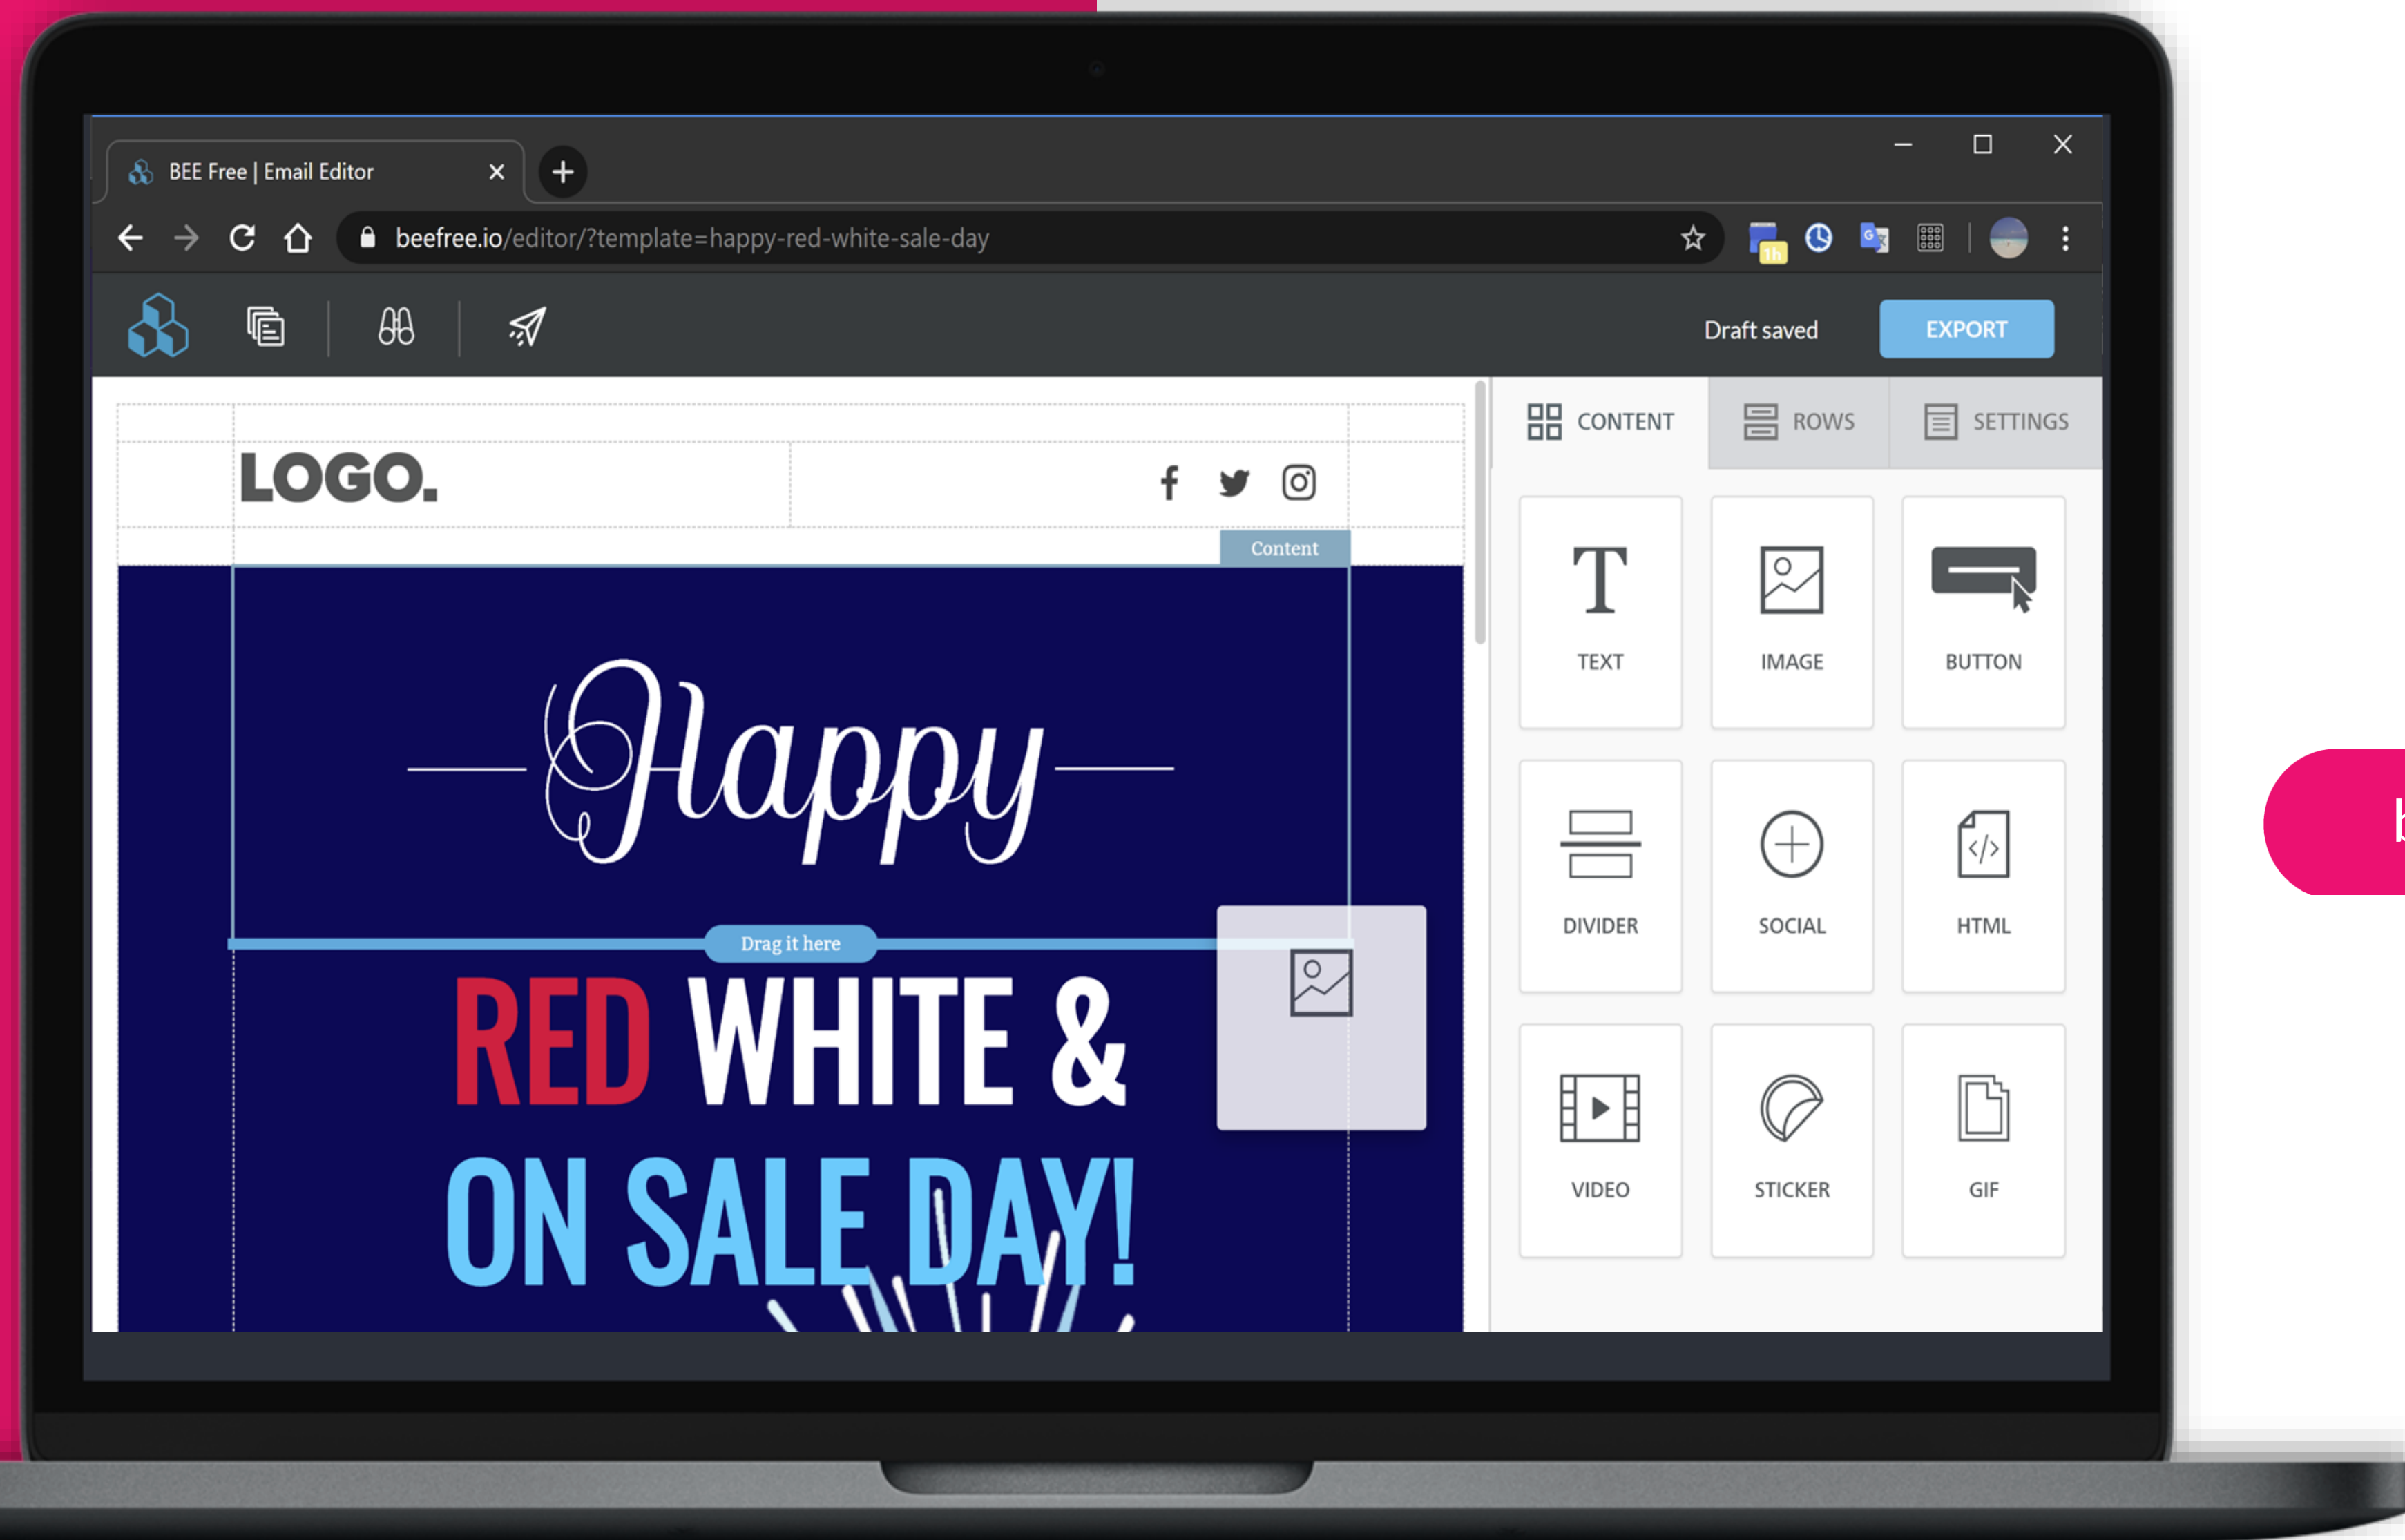 BEE Free | Email Editor
beefree.io/editor/?template=happy-red-white-sale-day
1h
Draft saved
EXPORT
CONTENT
ROWS
SETTINGS
LOGO.
Content
Happy
Drag it here
RED WHITE &
ON SALE DAY!
TEXT
IMAGE
BUTTON
DIVIDER
SOCIAL
HTML
VIDEO
STICKER
GIF